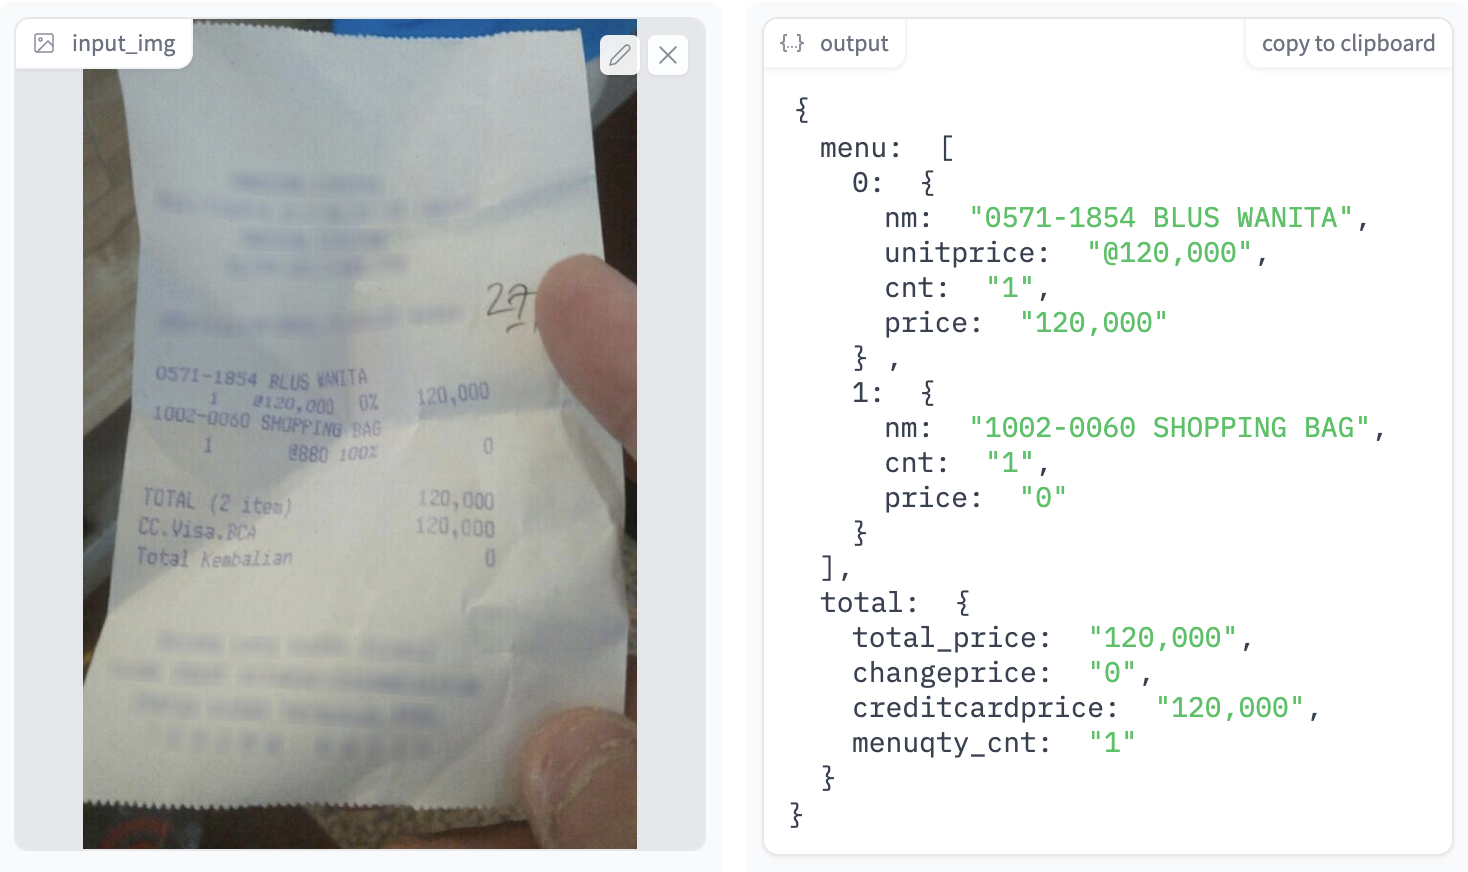 input_img
27
0571-1854 BLUS WANITA
1 @120,000 0% 120,000
1002-0060 SHOPPING BAG
1 @880 100% 0
TOTAL (2 item) 120,000
CC.Visa.BCA 120,000
Total Kembalian 0
{..} output
copy to clipboard
{
menu: [
0: {
nm: "0571-1854 BLUS WANITA",
unitprice: "@120,000",
cnt: "1",
price: "120,000"
} ,
1: {
nm: "1002-0060 SHOPPING BAG",
cnt: "1",
price: "0"
}
],
total: {
total_price: "120,000",
changeprice: "0",
creditcardprice: "120,000",
menuqty_cnt: "1"
}
}